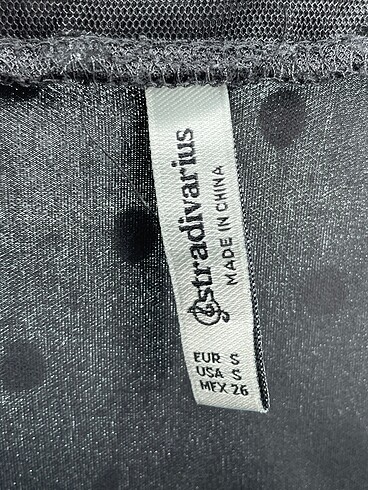 Stradivarius
MADE IN CHINA
EUR S
USA S
MEX 26